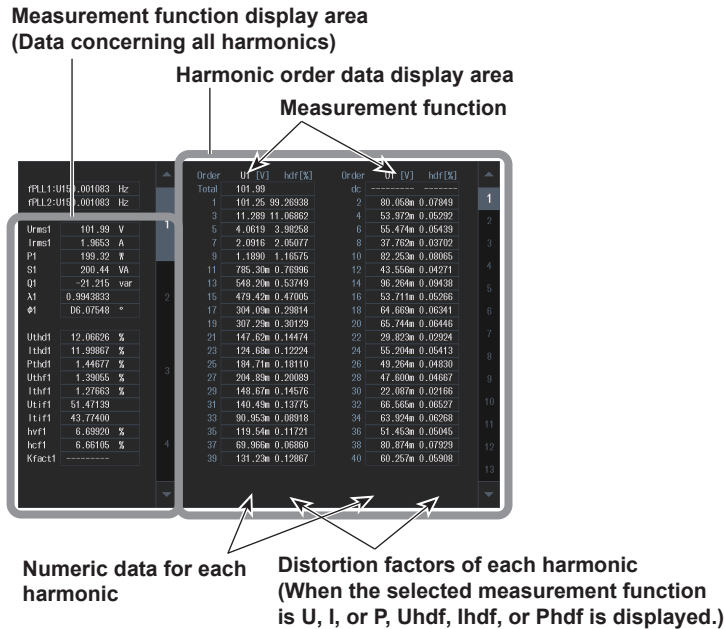 Measurement function display area
(Data concerning all harmonics)
Harmonic order data display area
Measurement function
fPLL1:U1 .001083 Hz
fPLL2:U1 .001083 Hz
Urms1 101.99 V
Irms1 1.9653 A
P1 199.32 W
S1 200.44 VA
Q1 -21.215 var
λ1 0.9943833
Φ1 D6.07548 °
Uthd1 12.06626 %
Ithd1 11.99867 %
Pthd1 1.44677 %
Uthf1 1.39055 %
Ithf1 1.27663 %
Utif1 51.47139
Itif1 43.77400
hvf1 6.69920 %
hcf1 6.66105 %
Kfact1 ---------
1
2
3
4
Order U1 [V] hdf[%] Order U1 [V] hdf[%]
Total 101.99 dc --------- -------
1 101.25 99.26938 2 80.058m 0.07849
3 11.289 11.06862 4 53.972m 0.05292
5 4.0619 3.98258 6 55.474m 0.05439
7 2.0916 2.05077 8 37.762m 0.03702
9 1.1890 1.16575 10 82.253m 0.08065
11 785.30m 0.76996 12 43.556m 0.04271
13 548.20m 0.53749 14 96.264m 0.09438
15 479.42m 0.47005 16 53.711m 0.05266
17 304.09m 0.29814 18 64.669m 0.06341
19 307.29m 0.30129 20 65.744m 0.06446
21 147.62m 0.14474 22 29.823m 0.02924
23 124.68m 0.12224 24 55.204m 0.05413
25 184.71m 0.18110 26 49.264m 0.04830
27 204.89m 0.20089 28 47.600m 0.04667
29 148.67m 0.14576 30 22.087m 0.02166
31 140.49m 0.13775 32 66.565m 0.06527
33 90.953m 0.08918 34 63.924m 0.06268
35 119.54m 0.11721 36 51.453m 0.05045
37 69.966m 0.06860 38 80.874m 0.07929
39 131.23m 0.12867 40 60.257m 0.05908
1
2
3
4
5
6
7
8
9
10
11
12
13
Numeric data for each
harmonic
Distortion factors of each harmonic
(When the selected measurement function
is U, I, or P, Uhdf, Ihdf, or Phdf is displayed.)